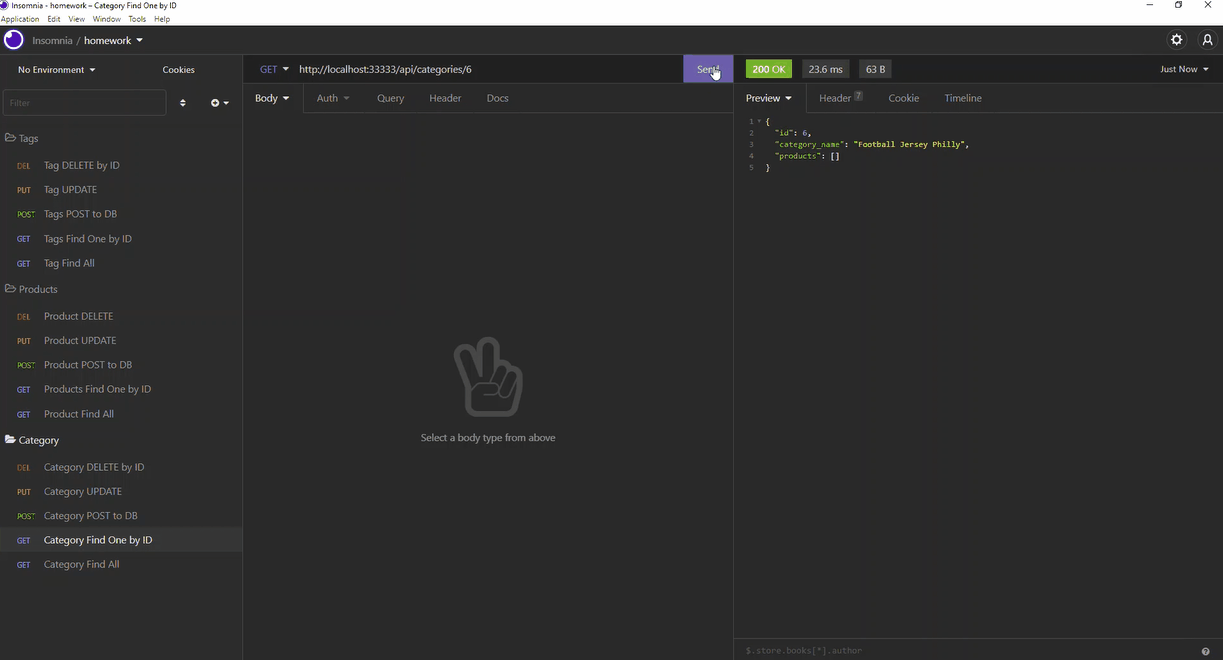 Insomnia - homework – Category Find One by ID
Application Edit View Window Tools Help
Insomnia / homework
No Environment Cookies
GET http://localhost:33333/api/categories/6 Send
200 OK 23.6 ms 63 B Just Now
Filter
Body Auth Query Header Docs
Preview Header 7 Cookie Timeline
Tags
DEL Tag DELETE by ID
PUT Tag UPDATE
POST Tags POST to DB
GET Tags Find One by ID
GET Tag Find All
Products
DEL Product DELETE
PUT Product UPDATE
POST Product POST to DB
GET Products Find One by ID
GET Product Find All
Category
DEL Category DELETE by ID
PUT Category UPDATE
POST Category POST to DB
GET Category Find One by ID
GET Category Find All
Select a body type from above
1 {
2 "id": 6,
3 "category_name": "Football Jersey Philly",
4 "products": []
5 }
$.store.books[*].author